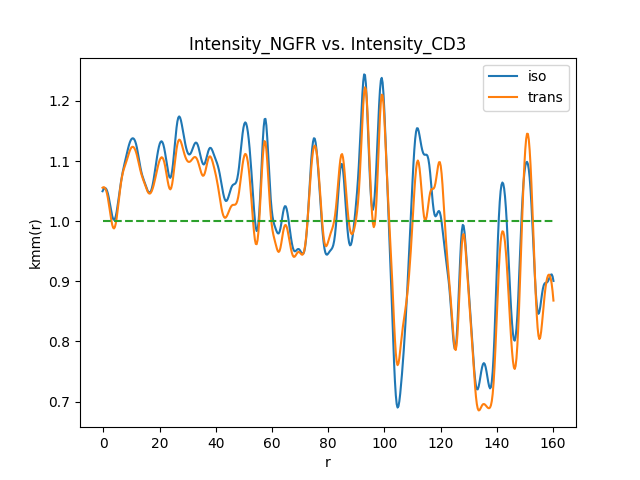 Intensity_NGFR vs. Intensity_CD3
iso
trans
kmm(r)
1.2
1.1
1.0
0.9
0.8
0.7
0 20 40 60 80 100 120 140 160
r